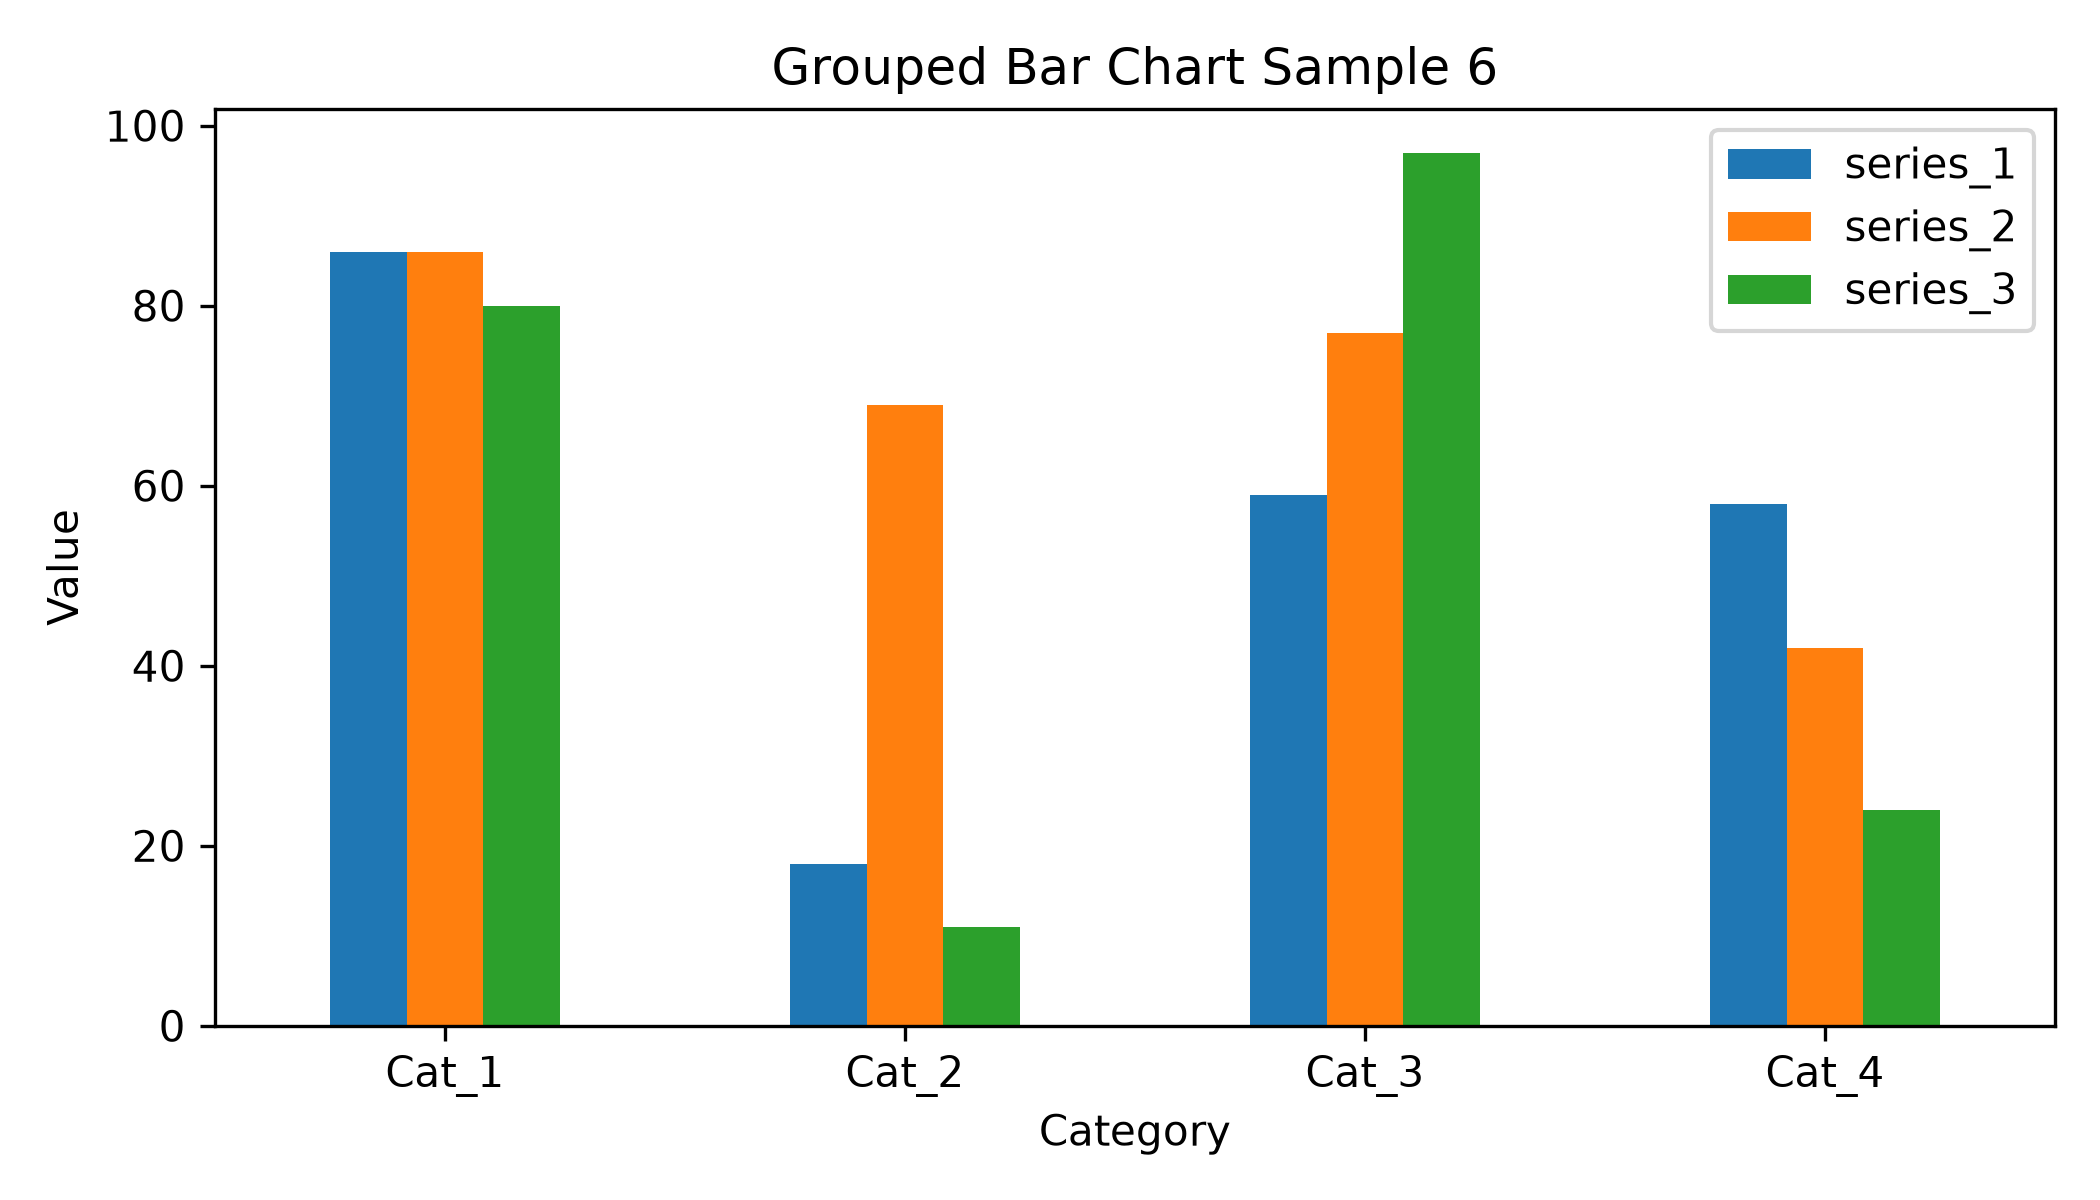 Grouped Bar Chart Sample 6
100
80
60
40
20
0
Value
series_1
series_2
series_3
Cat_1 Cat_2 Cat_3 Cat_4
Category